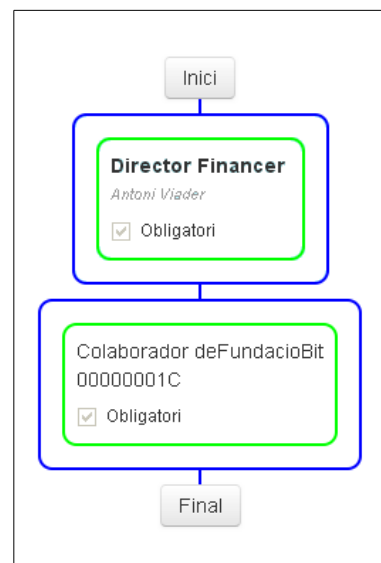 Inici
Director Financer
Antoni Viader
Obligatori
Colaborador deFundacioBit
00000001C
Obligatori
Final